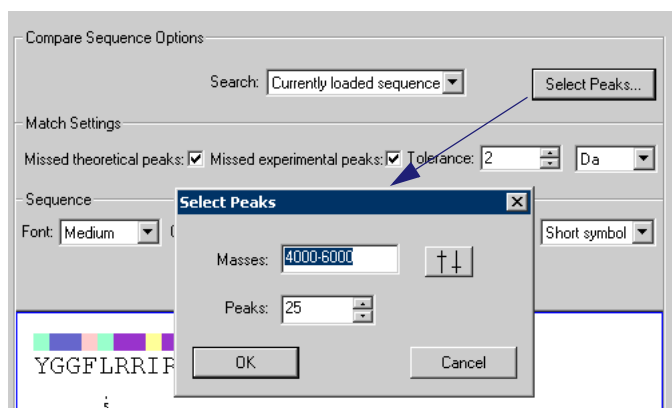 Compare Sequence Options
Search: Currently loaded sequence Select Peaks...
Match Settings
Missed theoretical peaks: Missed experimental peaks: Tolerance: 2 Da
Sequence
Font: Medium Short symbol
Select Peaks
Masses: 4000-6000
Peaks: 25
OK Cancel
YGGFLRRIR
5